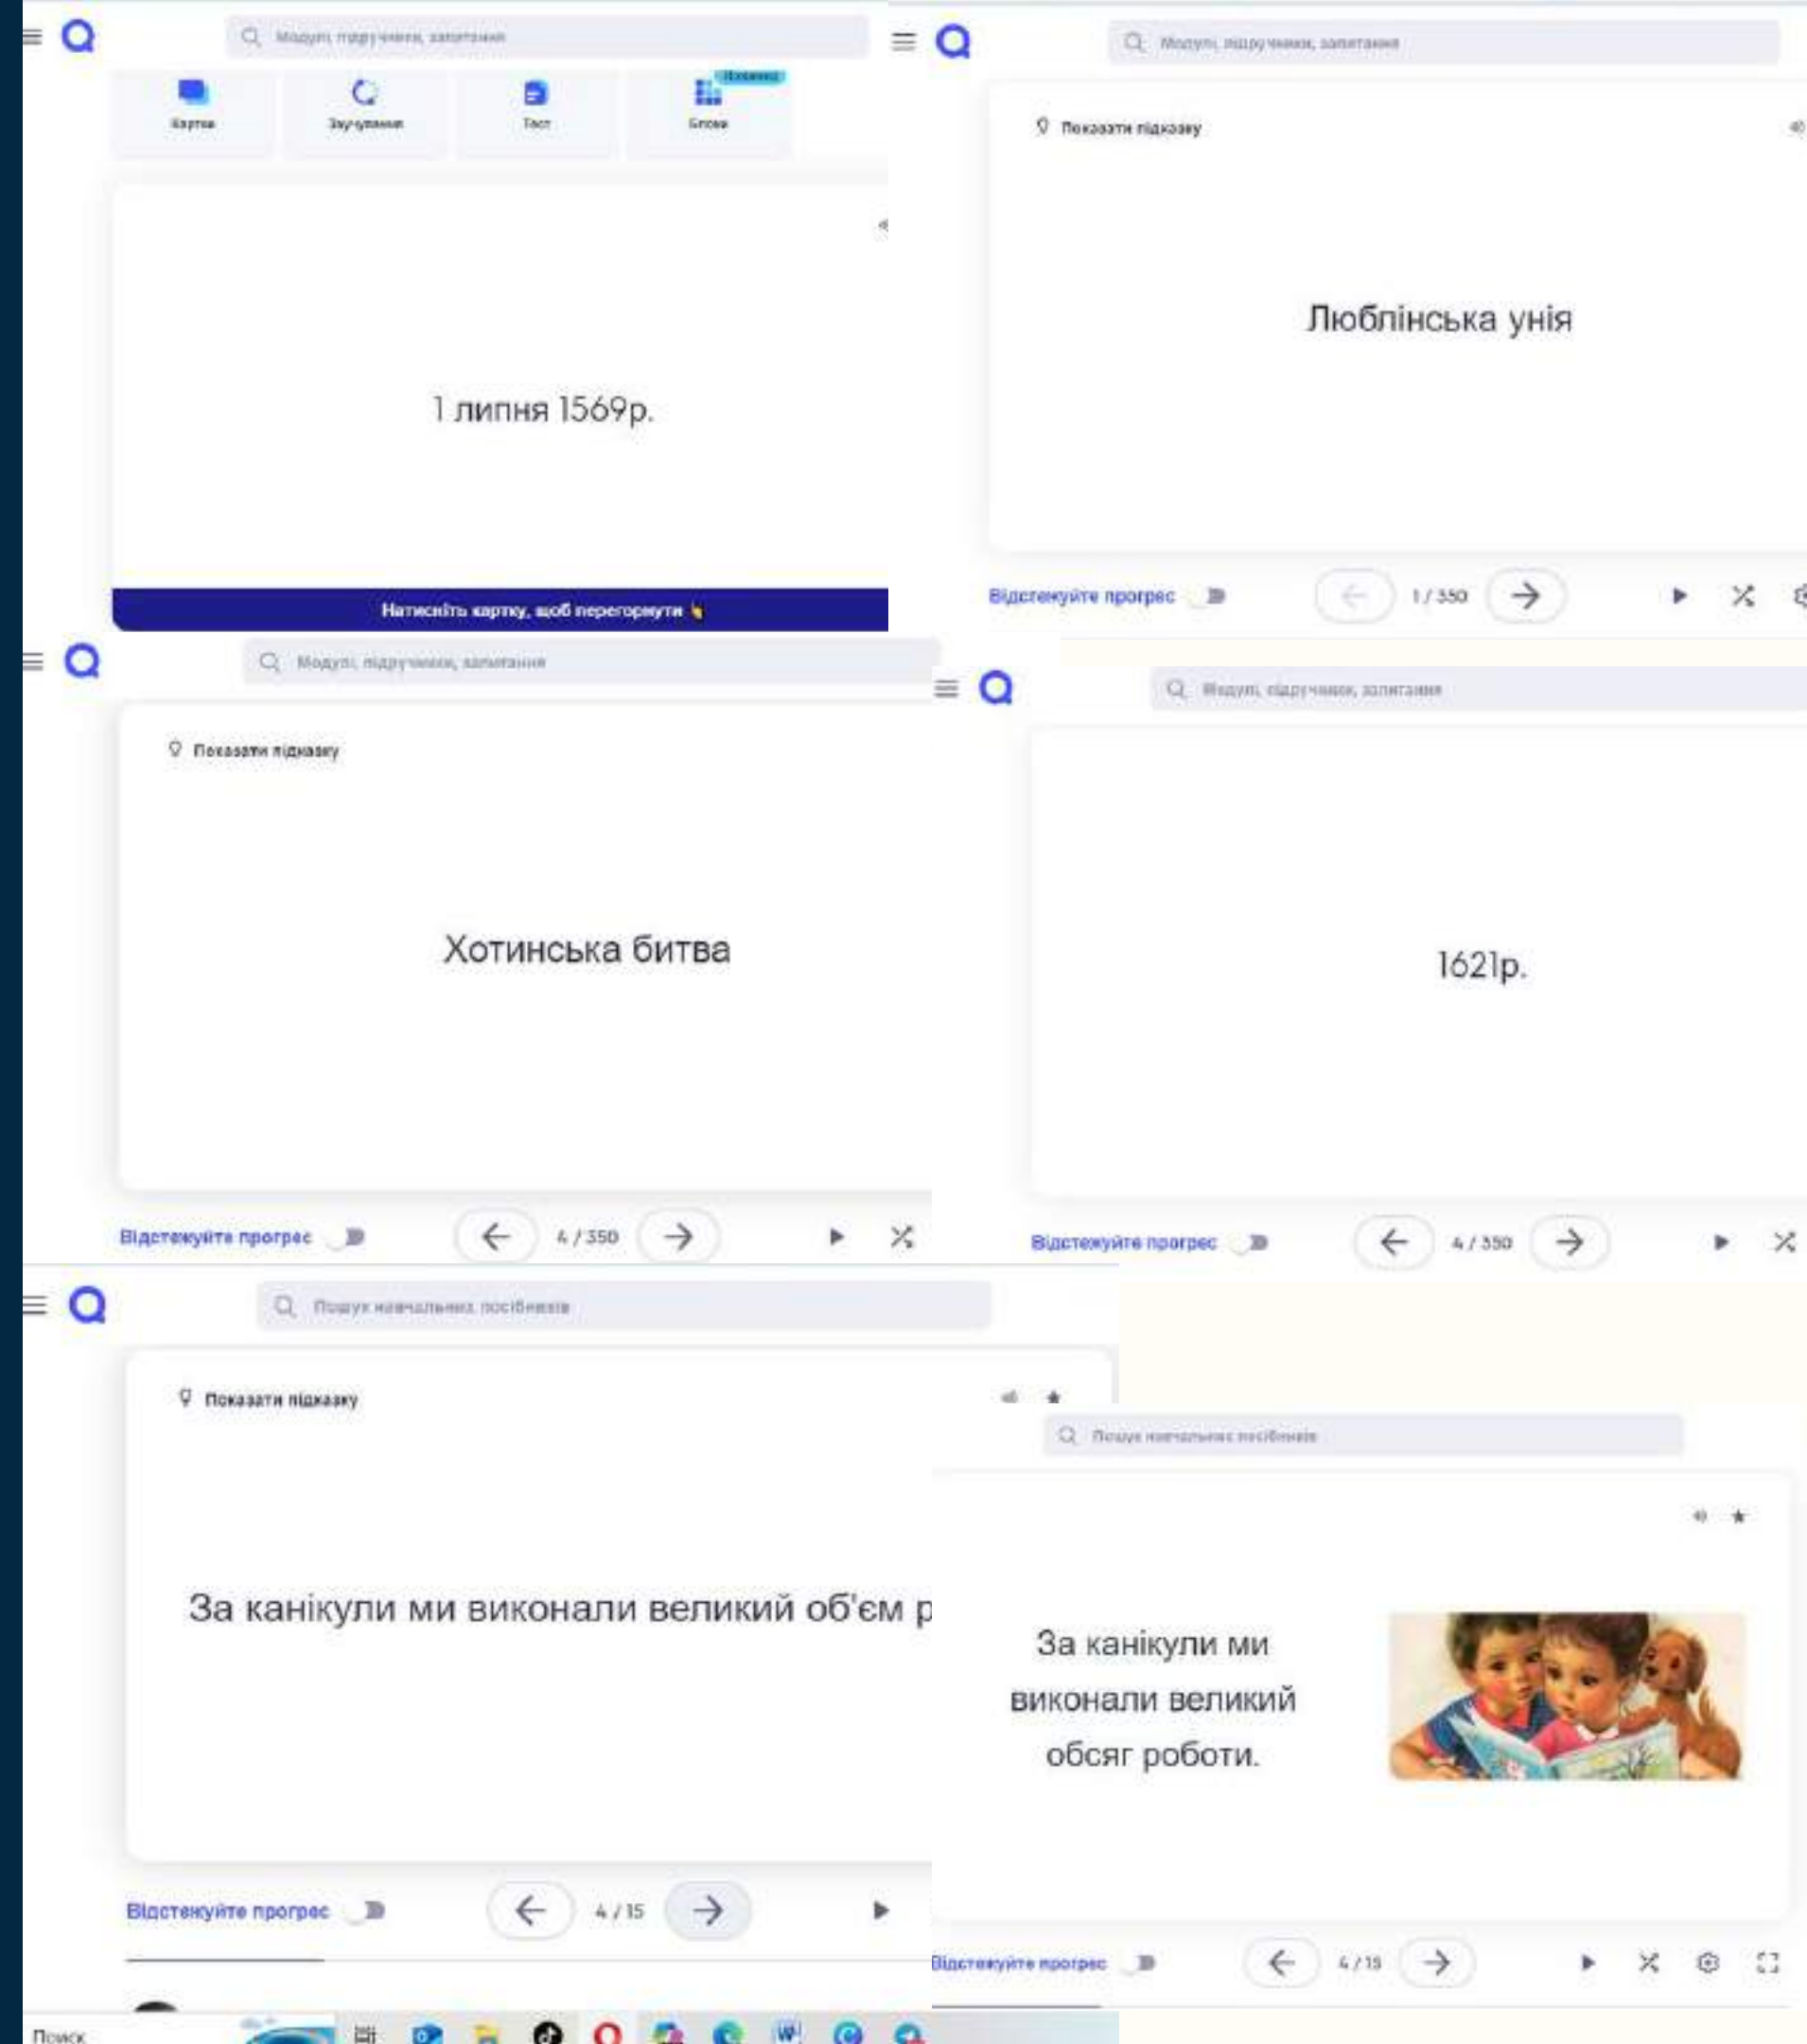 Модулі, підручники, запитання
Картки
Заучування
Тест
Блоки
1 липня 1569р.
Натисніть картку, щоб перегорнути
Модулі, підручники, запитання
Показати підказку
Люблінська унія
Відстежуйте прогрес
1 / 350
Модулі, підручники, запитання
Показати підказку
Хотинська битва
Відстежуйте прогрес
4 / 350
Модулі, підручники, запитання
1621р.
Відстежуйте прогрес
4 / 350
Пошук навчальних посібників
Показати підказку
За канікули ми виконали великий об'єм р
Відстежуйте прогрес
4 / 15
Поиск
Пошук навчальних посібників
За канікули ми
виконали великий
обсяг роботи.
Відстежуйте прогрес
4 / 15